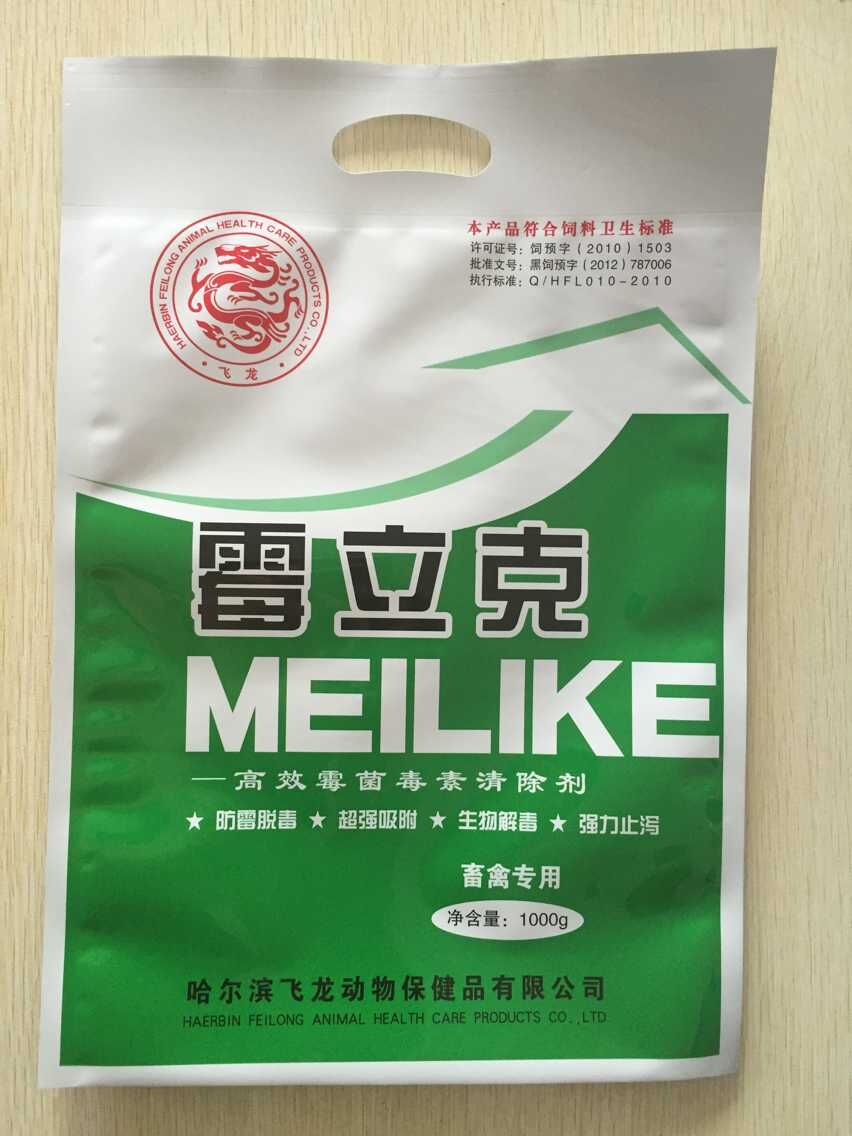 HAERBIN FEILONG ANIMAL HEALTH CARE PRODUCTS CO.,LTD
·飞龙·
本产品符合饲料卫生标准
许可证号：饲预字（2010）1503
批准文号：黑饲预字（2012）787006
执行标准：Q/HFL010-2010
霉立克
MEILIKE
—高效霉菌毒素清除剂
★ 防霉脱毒 ★ 超强吸附 ★ 生物解毒 ★ 强力止泻
畜禽专用
净含量：1000g
哈尔滨飞龙动物保健品有限公司
HAERBIN FEILONG ANIMAL HEALTH CARE PRODUCTS CO.,LTD.